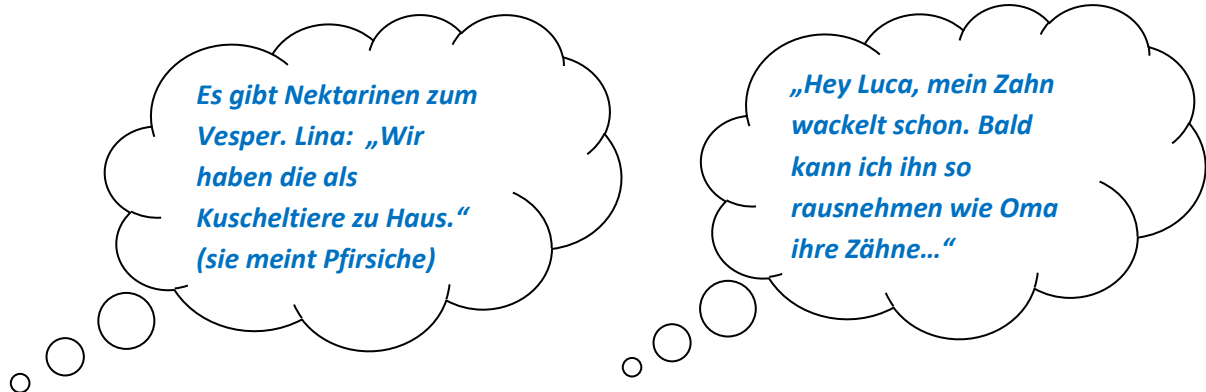 Es gibt Nektarinen zum
Vesper. Lina:  „Wir
haben die als
Kuscheltiere zu Haus.“
(sie meint Pfirsiche)
„Hey Luca, mein Zahn
wackelt schon. Bald
kann ich ihn so
rausnehmen wie Oma
ihre Zähne…“